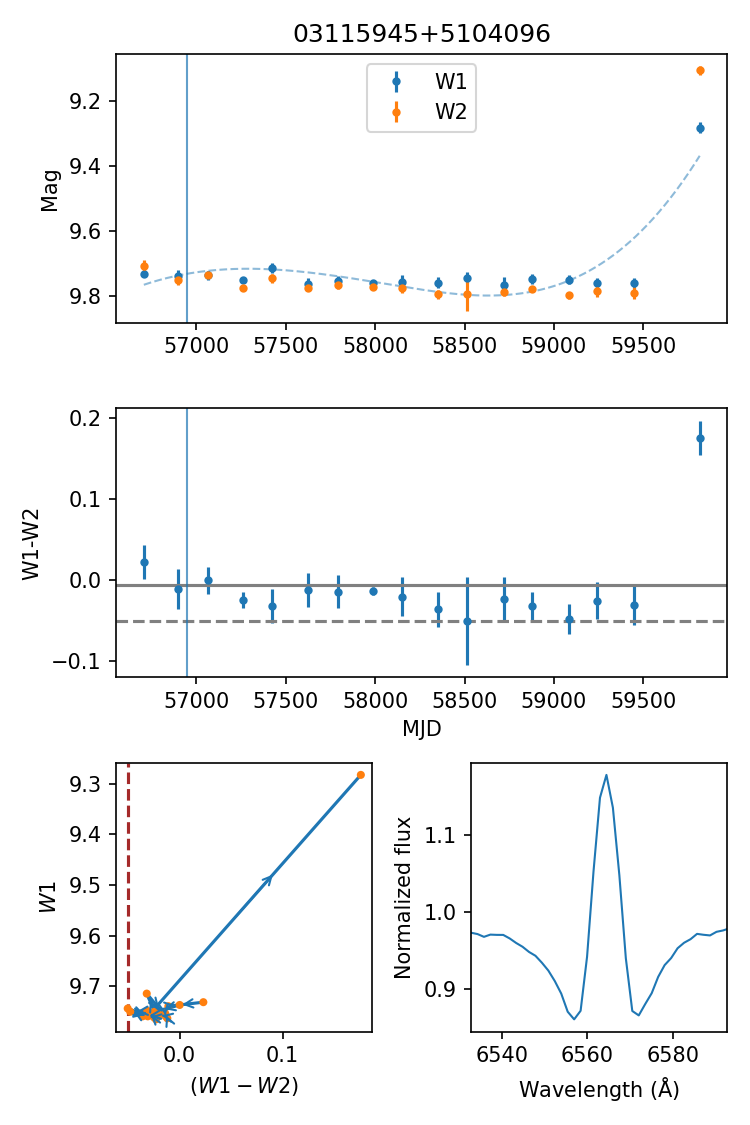 03115945+5104096
W1
W2
Mag
9.2
9.4
9.6
9.8
57000 57500 58000 58500 59000 59500
W1-W2
0.2
0.1
0.0
−0.1
57000 57500 58000 58500 59000 59500
MJD
W1
9.3
9.4
9.5
9.6
9.7
0.0 0.1
(W1 − W2)
Normalized flux
1.1
1.0
0.9
6540 6560 6580
Wavelength (Å)